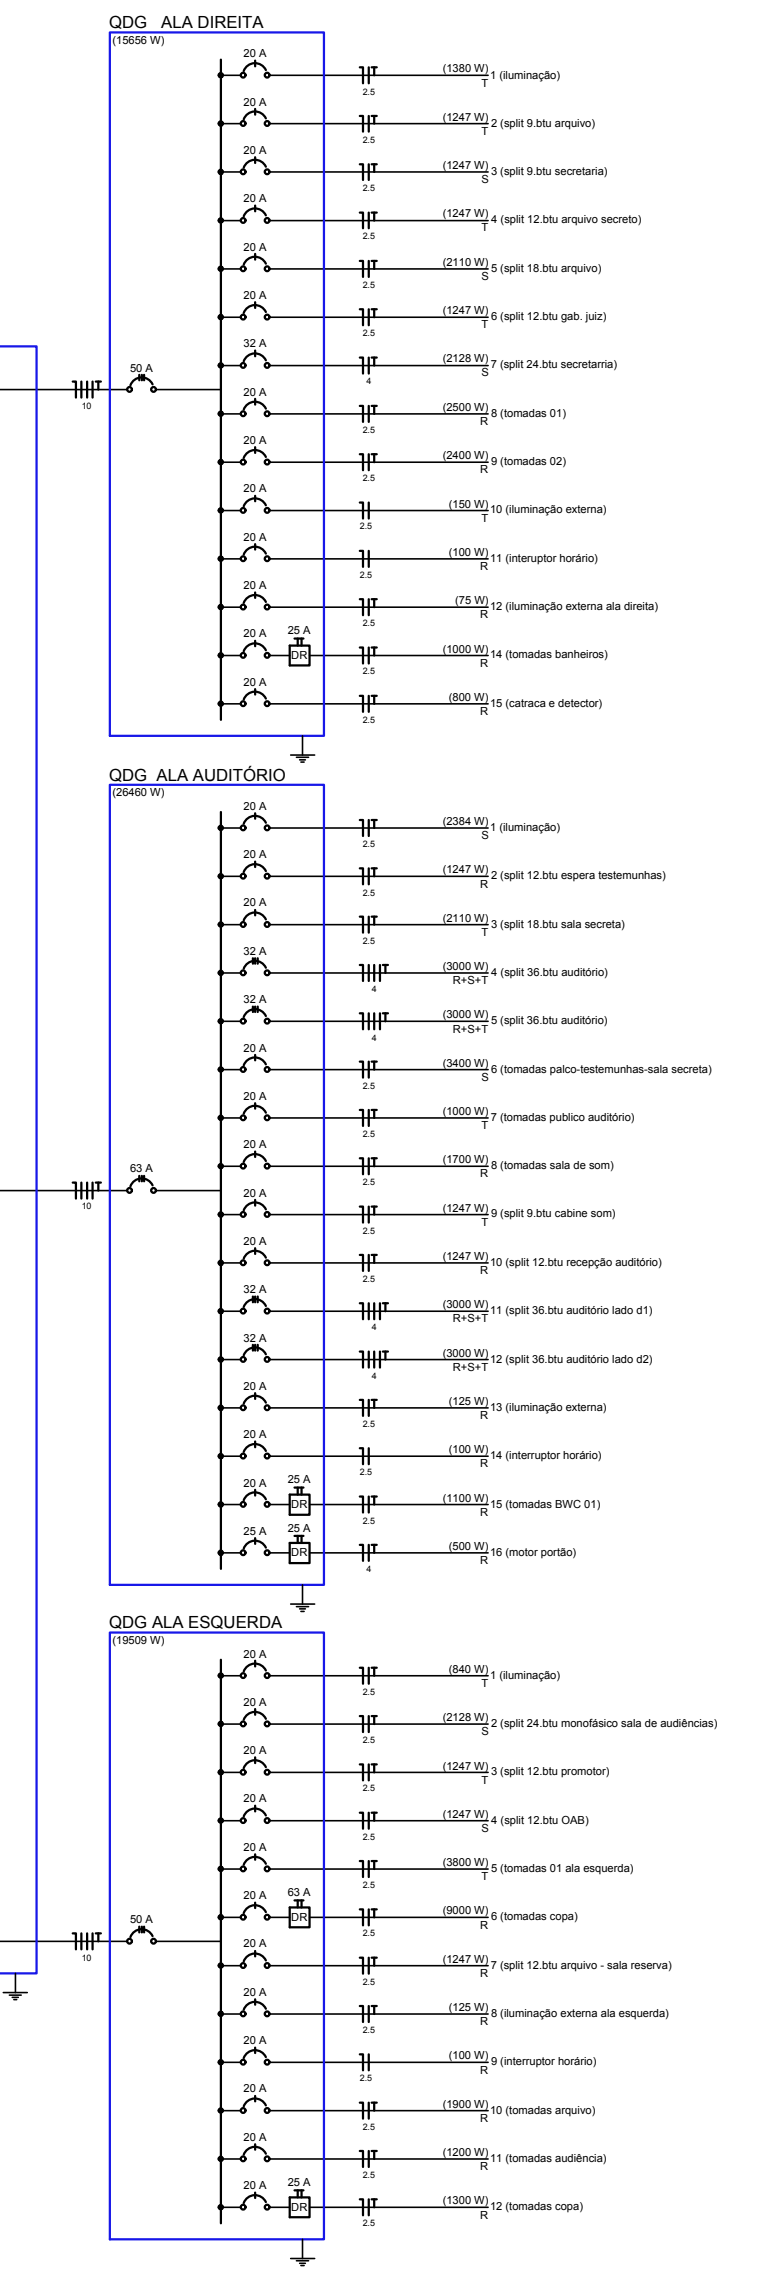 QDG ALA DIREITA
(15656 W)
50 A
10
20 A
2.5
(1380 W)
T
1 (iluminação)
20 A
2.5
(1247 W)
T
2 (split 9.btu arquivo)
20 A
2.5
(1247 W)
S
3 (split 9.btu secretaria)
20 A
2.5
(1247 W)
T
4 (split 12.btu arquivo secreto)
20 A
2.5
(2110 W)
S
5 (split 18.btu arquivo)
20 A
2.5
(1247 W)
T
6 (split 12.btu gab. juiz)
32 A
4
(2128 W)
S
7 (split 24.btu secretarria)
20 A
2.5
(2500 W)
R
8 (tomadas 01)
20 A
2.5
(2400 W)
R
9 (tomadas 02)
20 A
2.5
(150 W)
T
10 (iluminação externa)
20 A
2.5
(100 W)
R
11 (interuptor horário)
20 A
2.5
(75 W)
R
12 (iluminação externa ala direita)
20 A
25 A
DR
2.5
(1000 W)
R
14 (tomadas banheiros)
20 A
2.5
(800 W)
R
15 (catraca e detector)
QDG ALA AUDITÓRIO
(26460 W)
63 A
10
20 A
2.5
(2384 W)
S
1 (iluminação)
20 A
2.5
(1247 W)
R
2 (split 12.btu espera testemunhas)
20 A
2.5
(2110 W)
T
3 (split 18.btu sala secreta)
32 A
4
(3000 W)
R+S+T
4 (split 36.btu auditório)
32 A
4
(3000 W)
R+S+T
5 (split 36.btu auditório)
20 A
2.5
(3400 W)
S
6 (tomadas palco-testemunhas-sala secreta)
20 A
2.5
(1000 W)
T
7 (tomadas publico auditório)
20 A
2.5
(1700 W)
R
8 (tomadas sala de som)
20 A
2.5
(1247 W)
T
9 (split 9.btu cabine som)
20 A
2.5
(1247 W)
R
10 (split 12.btu recepção auditório)
32 A
4
(3000 W)
R+S+T
11 (split 36.btu auditório lado d1)
32 A
4
(3000 W)
R+S+T
12 (split 36.btu auditório lado d2)
20 A
2.5
(125 W)
R
13 (iluminação externa)
20 A
2.5
(100 W)
R
14 (interruptor horário)
20 A
25 A
DR
2.5
(1100 W)
R
15 (tomadas BWC 01)
25 A
25 A
DR
4
(500 W)
R
16 (motor portão)
QDG ALA ESQUERDA
(19509 W)
50 A
10
20 A
2.5
(840 W)
T
1 (iluminação)
20 A
2.5
(2128 W)
S
2 (split 24.btu monofásico sala de audiências)
20 A
2.5
(1247 W)
T
3 (split 12.btu promotor)
20 A
2.5
(1247 W)
S
4 (split 12.btu OAB)
20 A
2.5
(3800 W)
T
5 (tomadas 01 ala esquerda)
20 A
63 A
DR
2.5
(9000 W)
R
6 (tomadas copa)
20 A
2.5
(1247 W)
R
7 (split 12.btu arquivo - sala reserva)
20 A
2.5
(125 W)
R
8 (iluminação externa ala esquerda)
20 A
2.5
(100 W)
R
9 (interruptor horário)
20 A
2.5
(1900 W)
R
10 (tomadas arquivo)
20 A
2.5
(1200 W)
R
11 (tomadas audiência)
20 A
25 A
DR
2.5
(1300 W)
R
12 (tomadas copa)